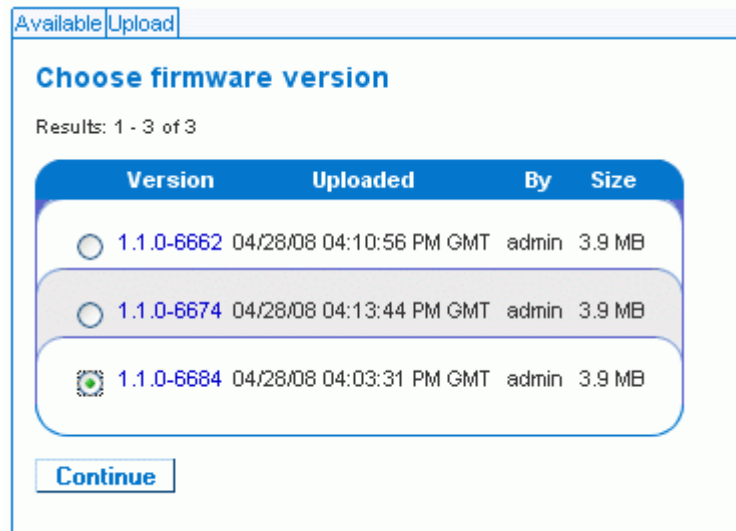 Available Upload
Choose firmware version
Results: 1 - 3 of 3
Version Uploaded By Size
1.1.0-6662 04/28/08 04:10:56 PM GMT admin 3.9 MB
1.1.0-6674 04/28/08 04:13:44 PM GMT admin 3.9 MB
1.1.0-6684 04/28/08 04:03:31 PM GMT admin 3.9 MB
Continue